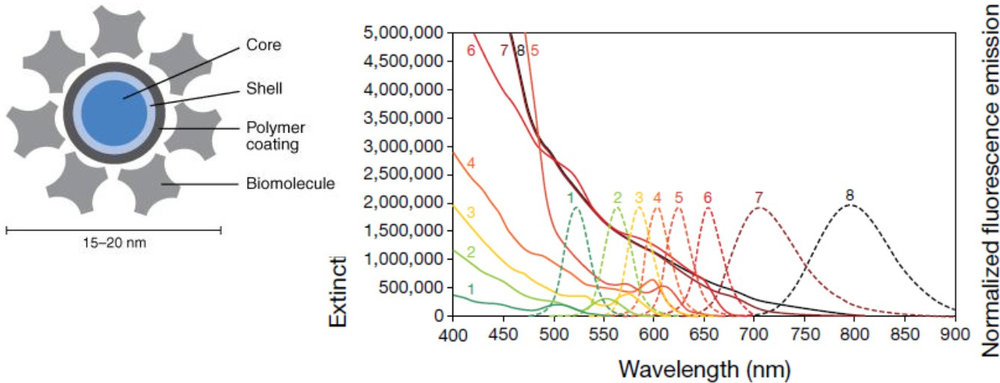 Core
Shell
Polymer
coating
Biomolecule
15–20 nm
5,000,000
4,500,000
4,000,000
3,500,000
3,000,000
2,500,000
2,000,000
1,500,000
1,000,000
500,000
0
6 7 8 5
4
3
2
1
1 2 3 4 5 6 7 8
400 450 500 550 600 650 700 750 800 850 900
Wavelength (nm)
Extincti
Normalized fluorescence emission